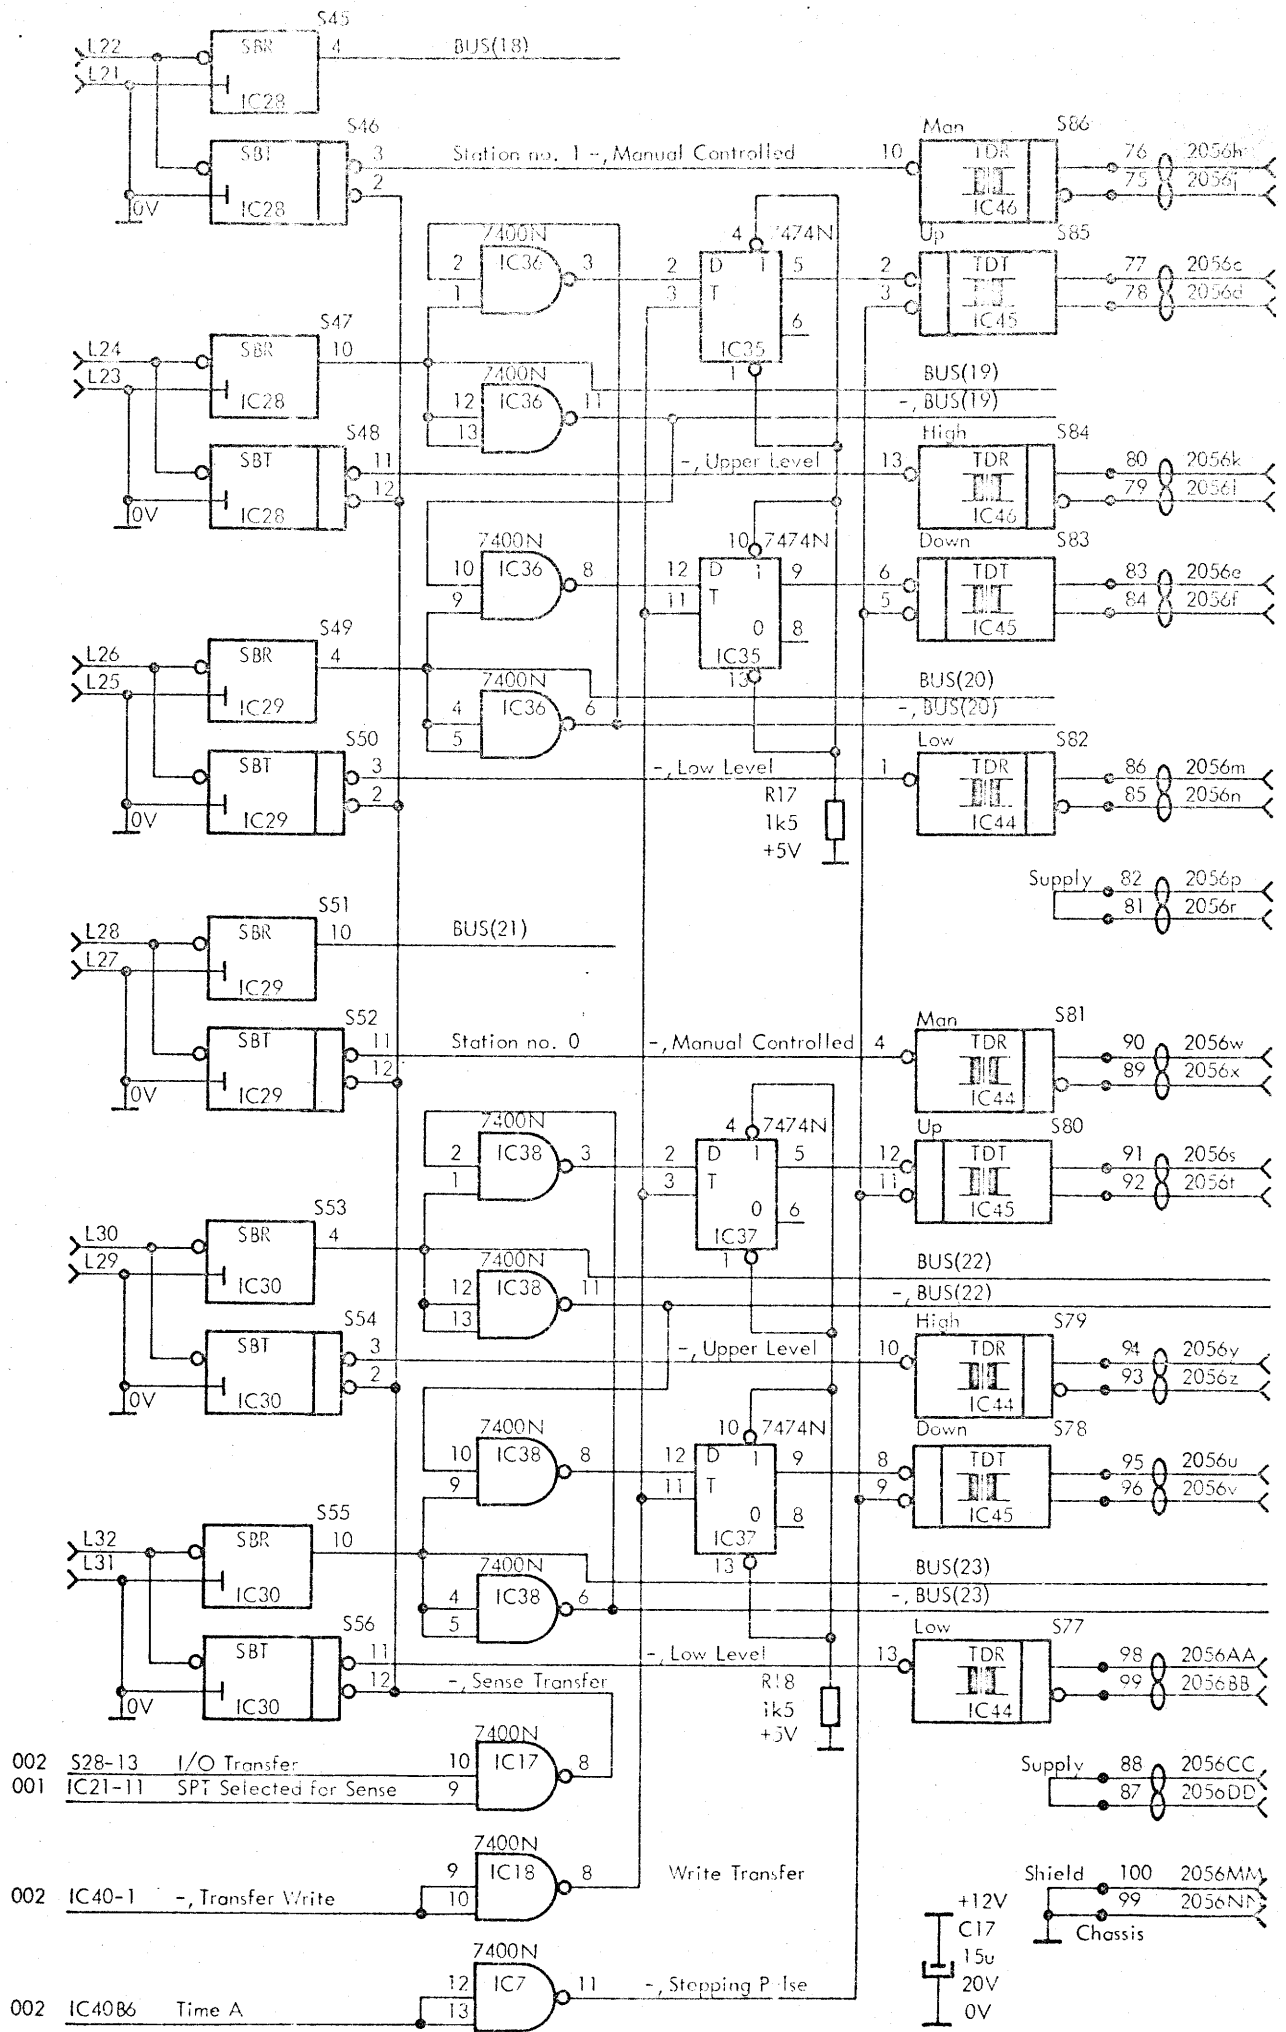 S45
L22 SBR 4 BUS(18)
L21
IC28
S46
SBT 3 Station no. 1 -, Manual Controlled 10
2
0V IC28
Man S86
TDR 76 2056h
75 2056j
IC46
7400N
2 IC36 3
1
4 7474N
2 D 1 5
3 T
6
IC35
1
Up S85
2 TDT 77 2056c
3 78 2056d
IC45
S47
L24 SBR 10
L23
IC28
7400N
12 IC36 11
13
BUS(19)
-, BUS(19)
S48
SBT 11 -, Upper Level 13
12
0V IC28
High S84
TDR 80 2056k
79 2056l
IC46
7400N
10 IC36 8
9
10 7474N
12 D 1 9
11 T
0 8
IC35
13
Down S83
6 TDT 83 2056e
5 84 2056f
IC45
S49
L26 SBR 4
L25
IC29
7400N
4 IC36 6
5
BUS(20)
-, BUS(20)
S50
SBT 3 -, Low Level 1
2
0V IC29
Low S82
TDR 86 2056m
85 2056n
IC44
R17
1k5
+5V
Supply 82 2056p
81 2056r
S51
L28 SBR 10 BUS(21)
L27
IC29
S52
SBT 11 Station no. 0 -, Manual Controlled 4
12
0V IC29
Man S81
TDR 90 2056w
89 2056x
IC44
7400N
2 IC38 3
1
4 7474N
2 D 1 5
3 T
0 6
IC37
1
Up S80
12 TDT 91 2056s
11 92 2056t
IC45
S53
L30 SBR 4
L29
IC30
7400N
12 IC38 11
13
BUS(22)
-, BUS(22)
S54
SBT 3 -, Upper Level 10
2
0V IC30
High S79
TDR 94 2056y
93 2056z
IC44
7400N
10 IC38 8
9
10 7474N
12 D 1 9
11 T
0 8
IC37
13
Down S78
8 TDT 95 2056u
9 96 2056v
IC45
S55
L32 SBR 10
L31
IC30
7400N
4 IC38 6
5
BUS(23)
-, BUS(23)
S56
SBT 11 -, Low Level 13
12 -, Sense Transfer
0V IC30
Low S77
TDR 98 2056AA
99 2056BB
IC44
R18
1k5
+5V
7400N
002 S28-13 I/O Transfer 10 IC17 8
001 IC21-11 SPT Selected for Sense 9
Supply 88 2056CC
87 2056DD
7400N
9 IC18 8 Write Transfer
002 IC40-1 -, Transfer Write 10
Shield 100 2056MM
99 2056NN
Chassis
+12V
C17
15u
20V
0V
7400N
12 IC7 11 -, Stepping Pulse
002 IC40B6 Time A 13